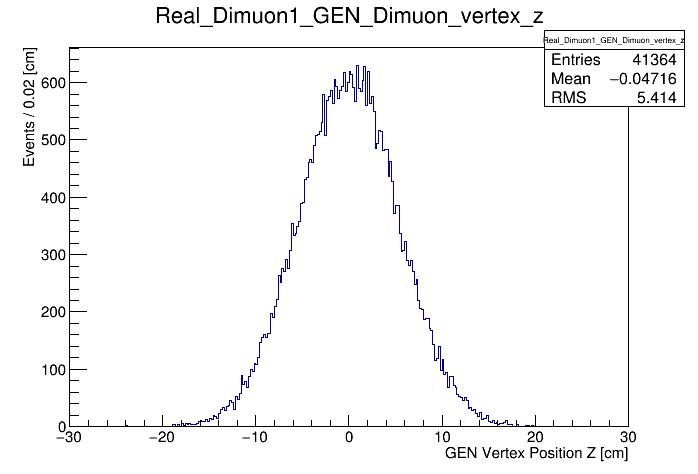 Real_Dimuon1_GEN_Dimuon_vertex_z
Real_Dimuon1_GEN_Dimuon_vertex_z
Entries 41364
Mean −0.04716
RMS 5.414
Events / 0.02 [cm]
600
500
400
300
200
100
0
−30 −20 −10 0 10 20 30
GEN Vertex Position Z [cm]